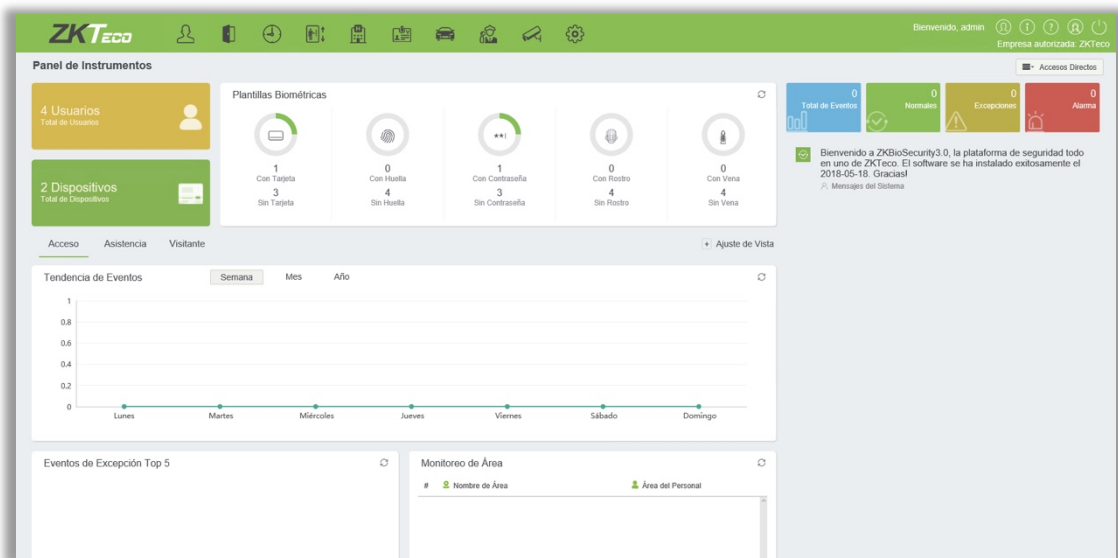 ZKTeco
Bienvenido, admin
Empresa autorizada: ZKTeco
Panel de Instrumentos
Accesos Directos
4 Usuarios
Total de Usuarios
2 Dispositivos
Total de Dispositivos
Plantillas Biométricas
**|
1
Con Tarjeta
3
Sin Tarjeta
0
Con Huella
4
Sin Huella
1
Con Contraseña
3
Sin Contraseña
0
Con Rostro
4
Sin Rostro
0
Con Vena
4
Sin Vena
0
Total de Eventos
0
Normales
0
Excepciones
0
Alarma
Bienvenido a ZKBioSecurity3.0, la plataforma de seguridad todo
en uno de ZKTeco. El software se ha instalado exitosamente el
2018-05-18. Gracias!
Mensajes del Sistema
Acceso Asistencia Visitante
+ Ajuste de Vista
Tendencia de Eventos
Semana Mes Año
1
0.8
0.6
0.4
0.2
0
Lunes Martes Miércoles Jueves Viernes Sábado Domingo
Eventos de Excepción Top 5
Monitoreo de Área
# Nombre de Área Área del Personal